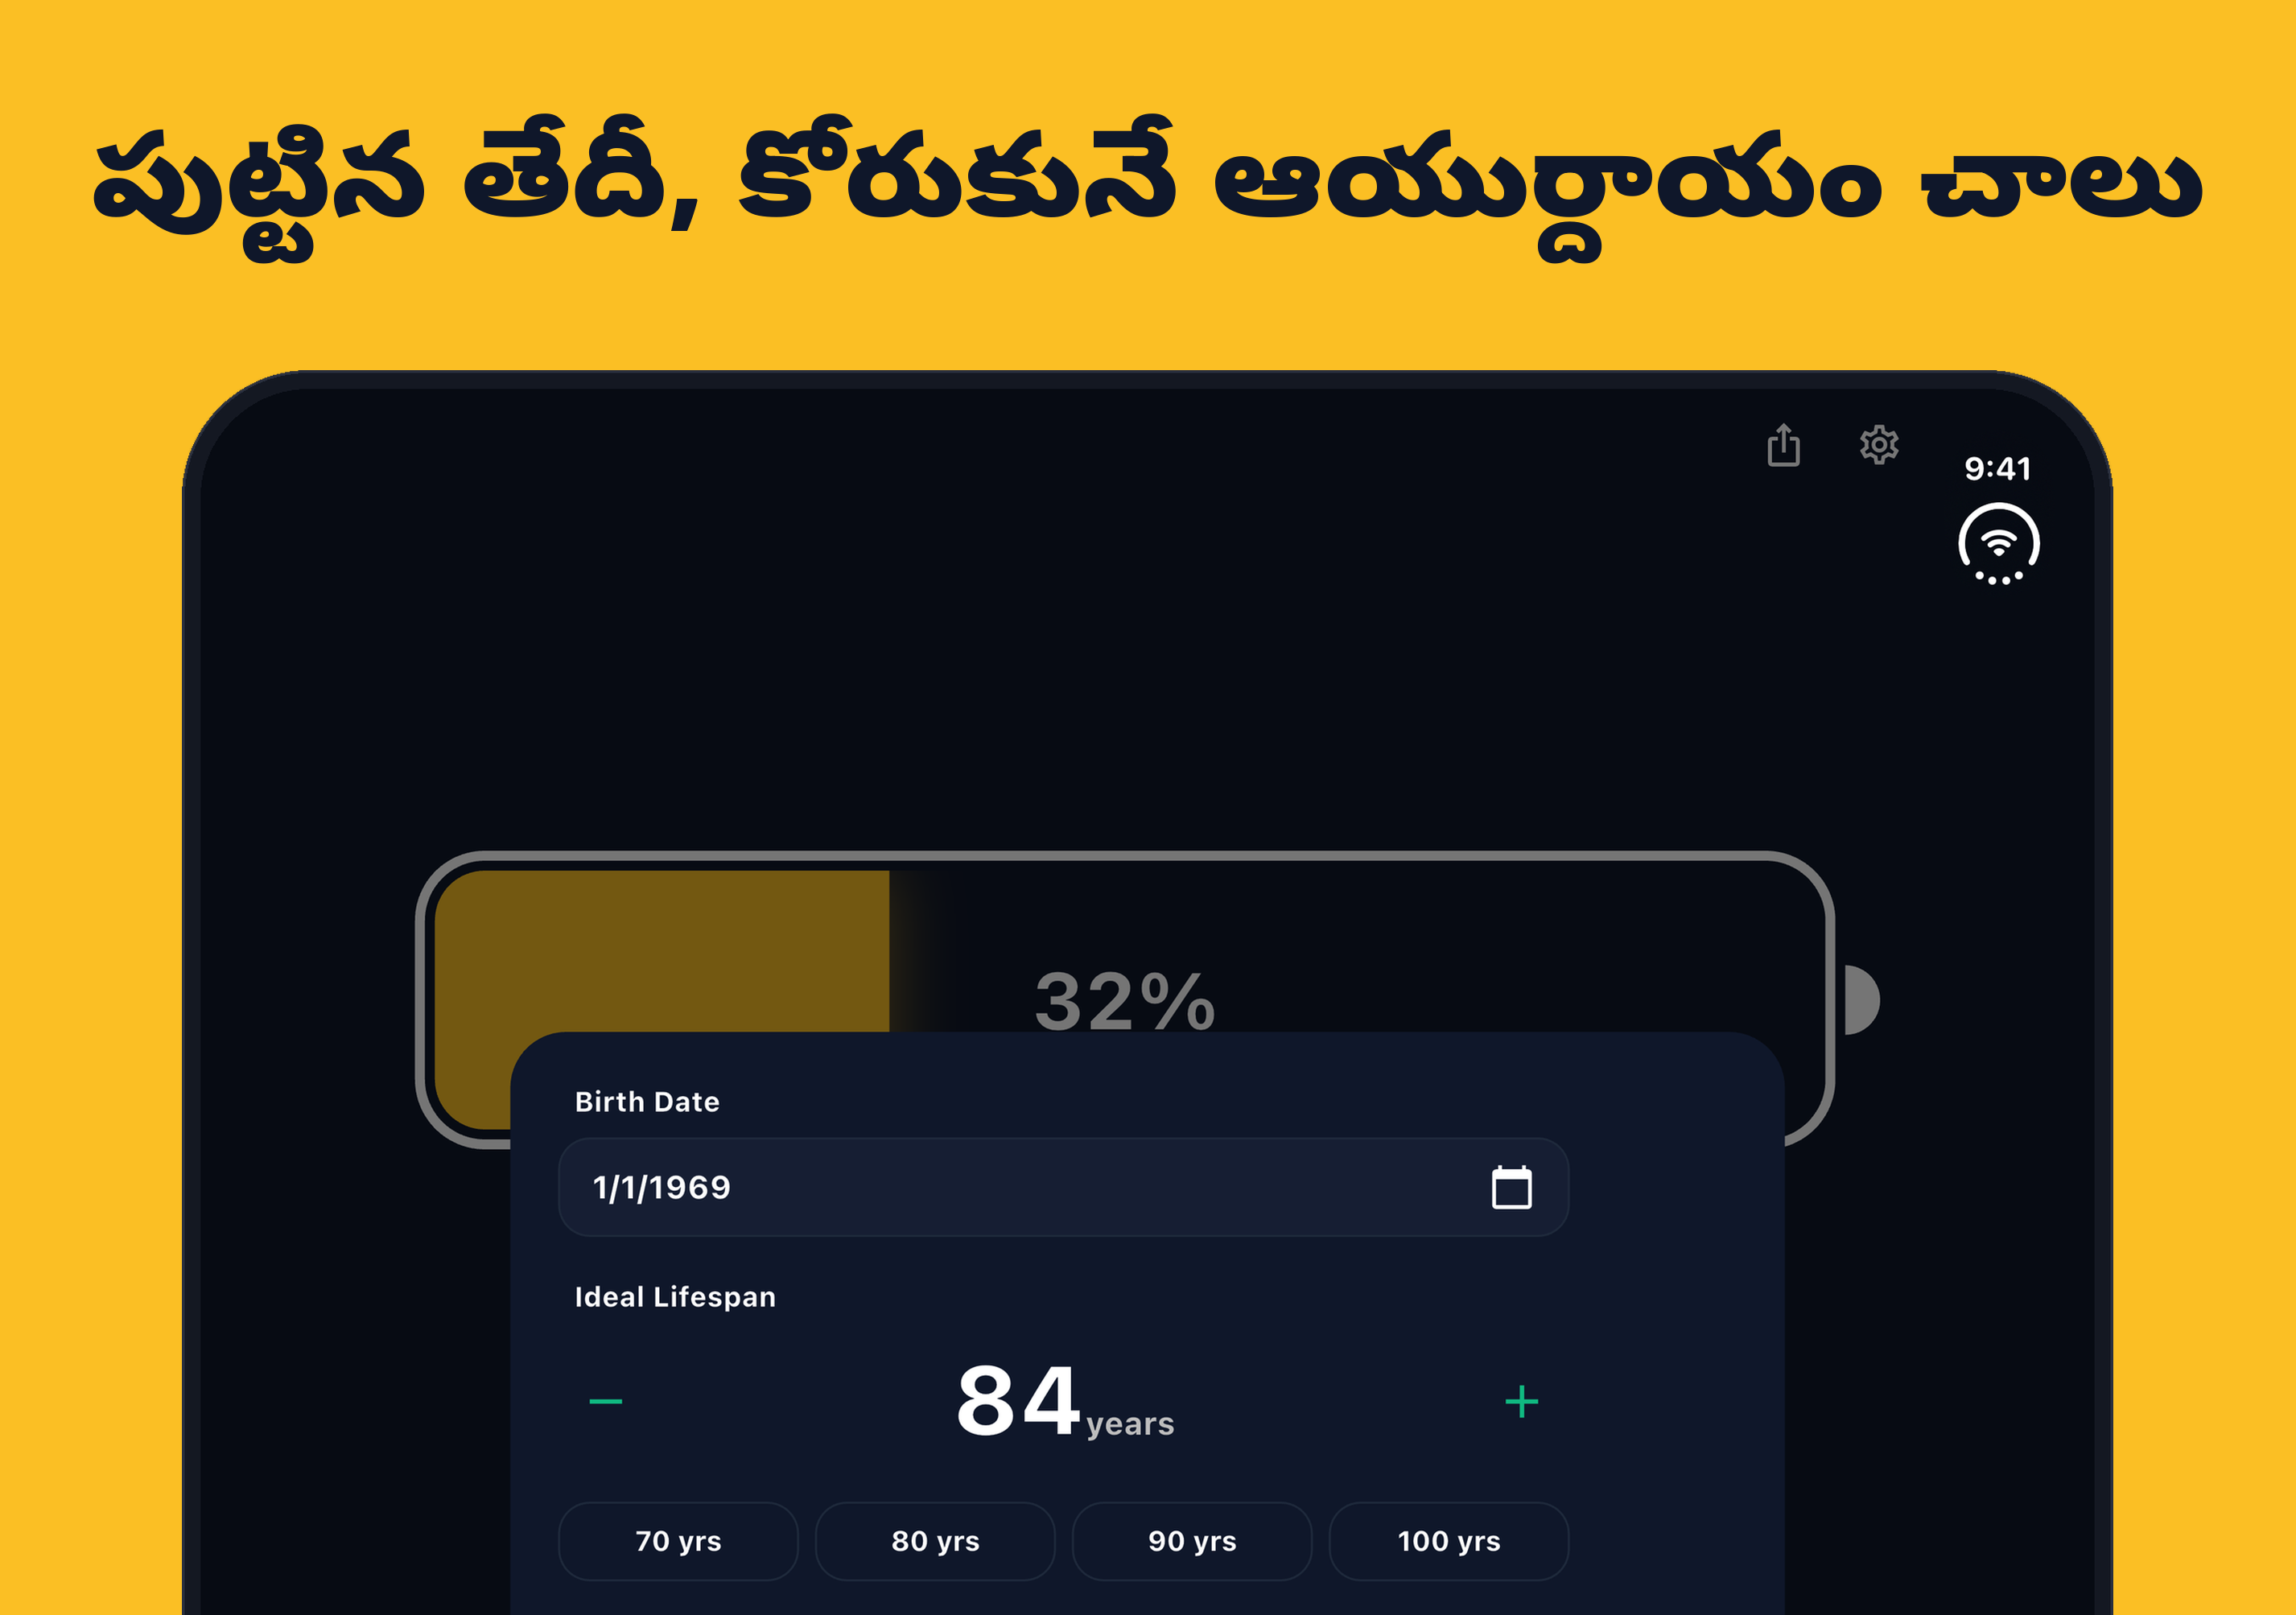 పుట్టిన తేదీ, కోరుకునే ఆయుర్దాయం చాలు
9:41
32%
Birth Date
1/1/1969
Ideal Lifespan
84 years
70 yrs 80 yrs 90 yrs 100 yrs